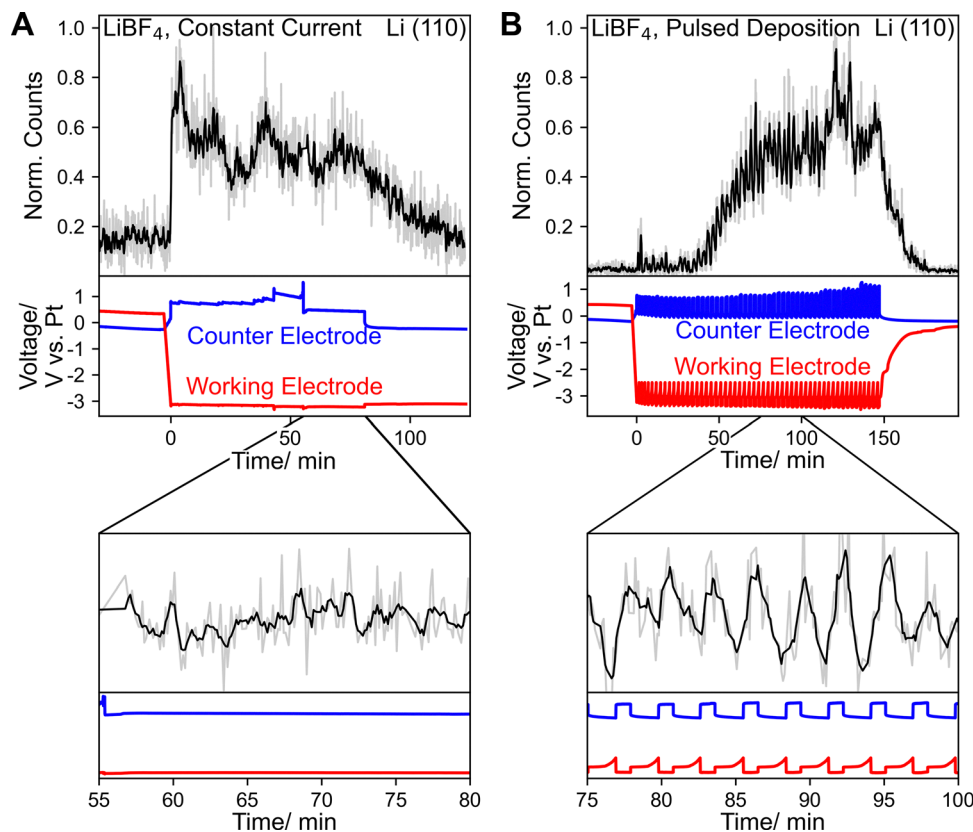 A
LiBF₄, Constant Current Li (110)
1.0
0.8
0.6
0.4
0.2
Norm. Counts
1
0
-1
-2
-3
Voltage/
V vs. Pt
Counter Electrode
Working Electrode
0 50 100
Time/ min
55 60 65 70 75 80
Time/ min
B
LiBF₄, Pulsed Deposition Li (110)
1.0
0.8
0.6
0.4
0.2
Norm. Counts
1
0
-1
-2
-3
Voltage/
V vs. Pt
Counter Electrode
Working Electrode
0 50 100 150
Time/ min
75 80 85 90 95 100
Time/ min